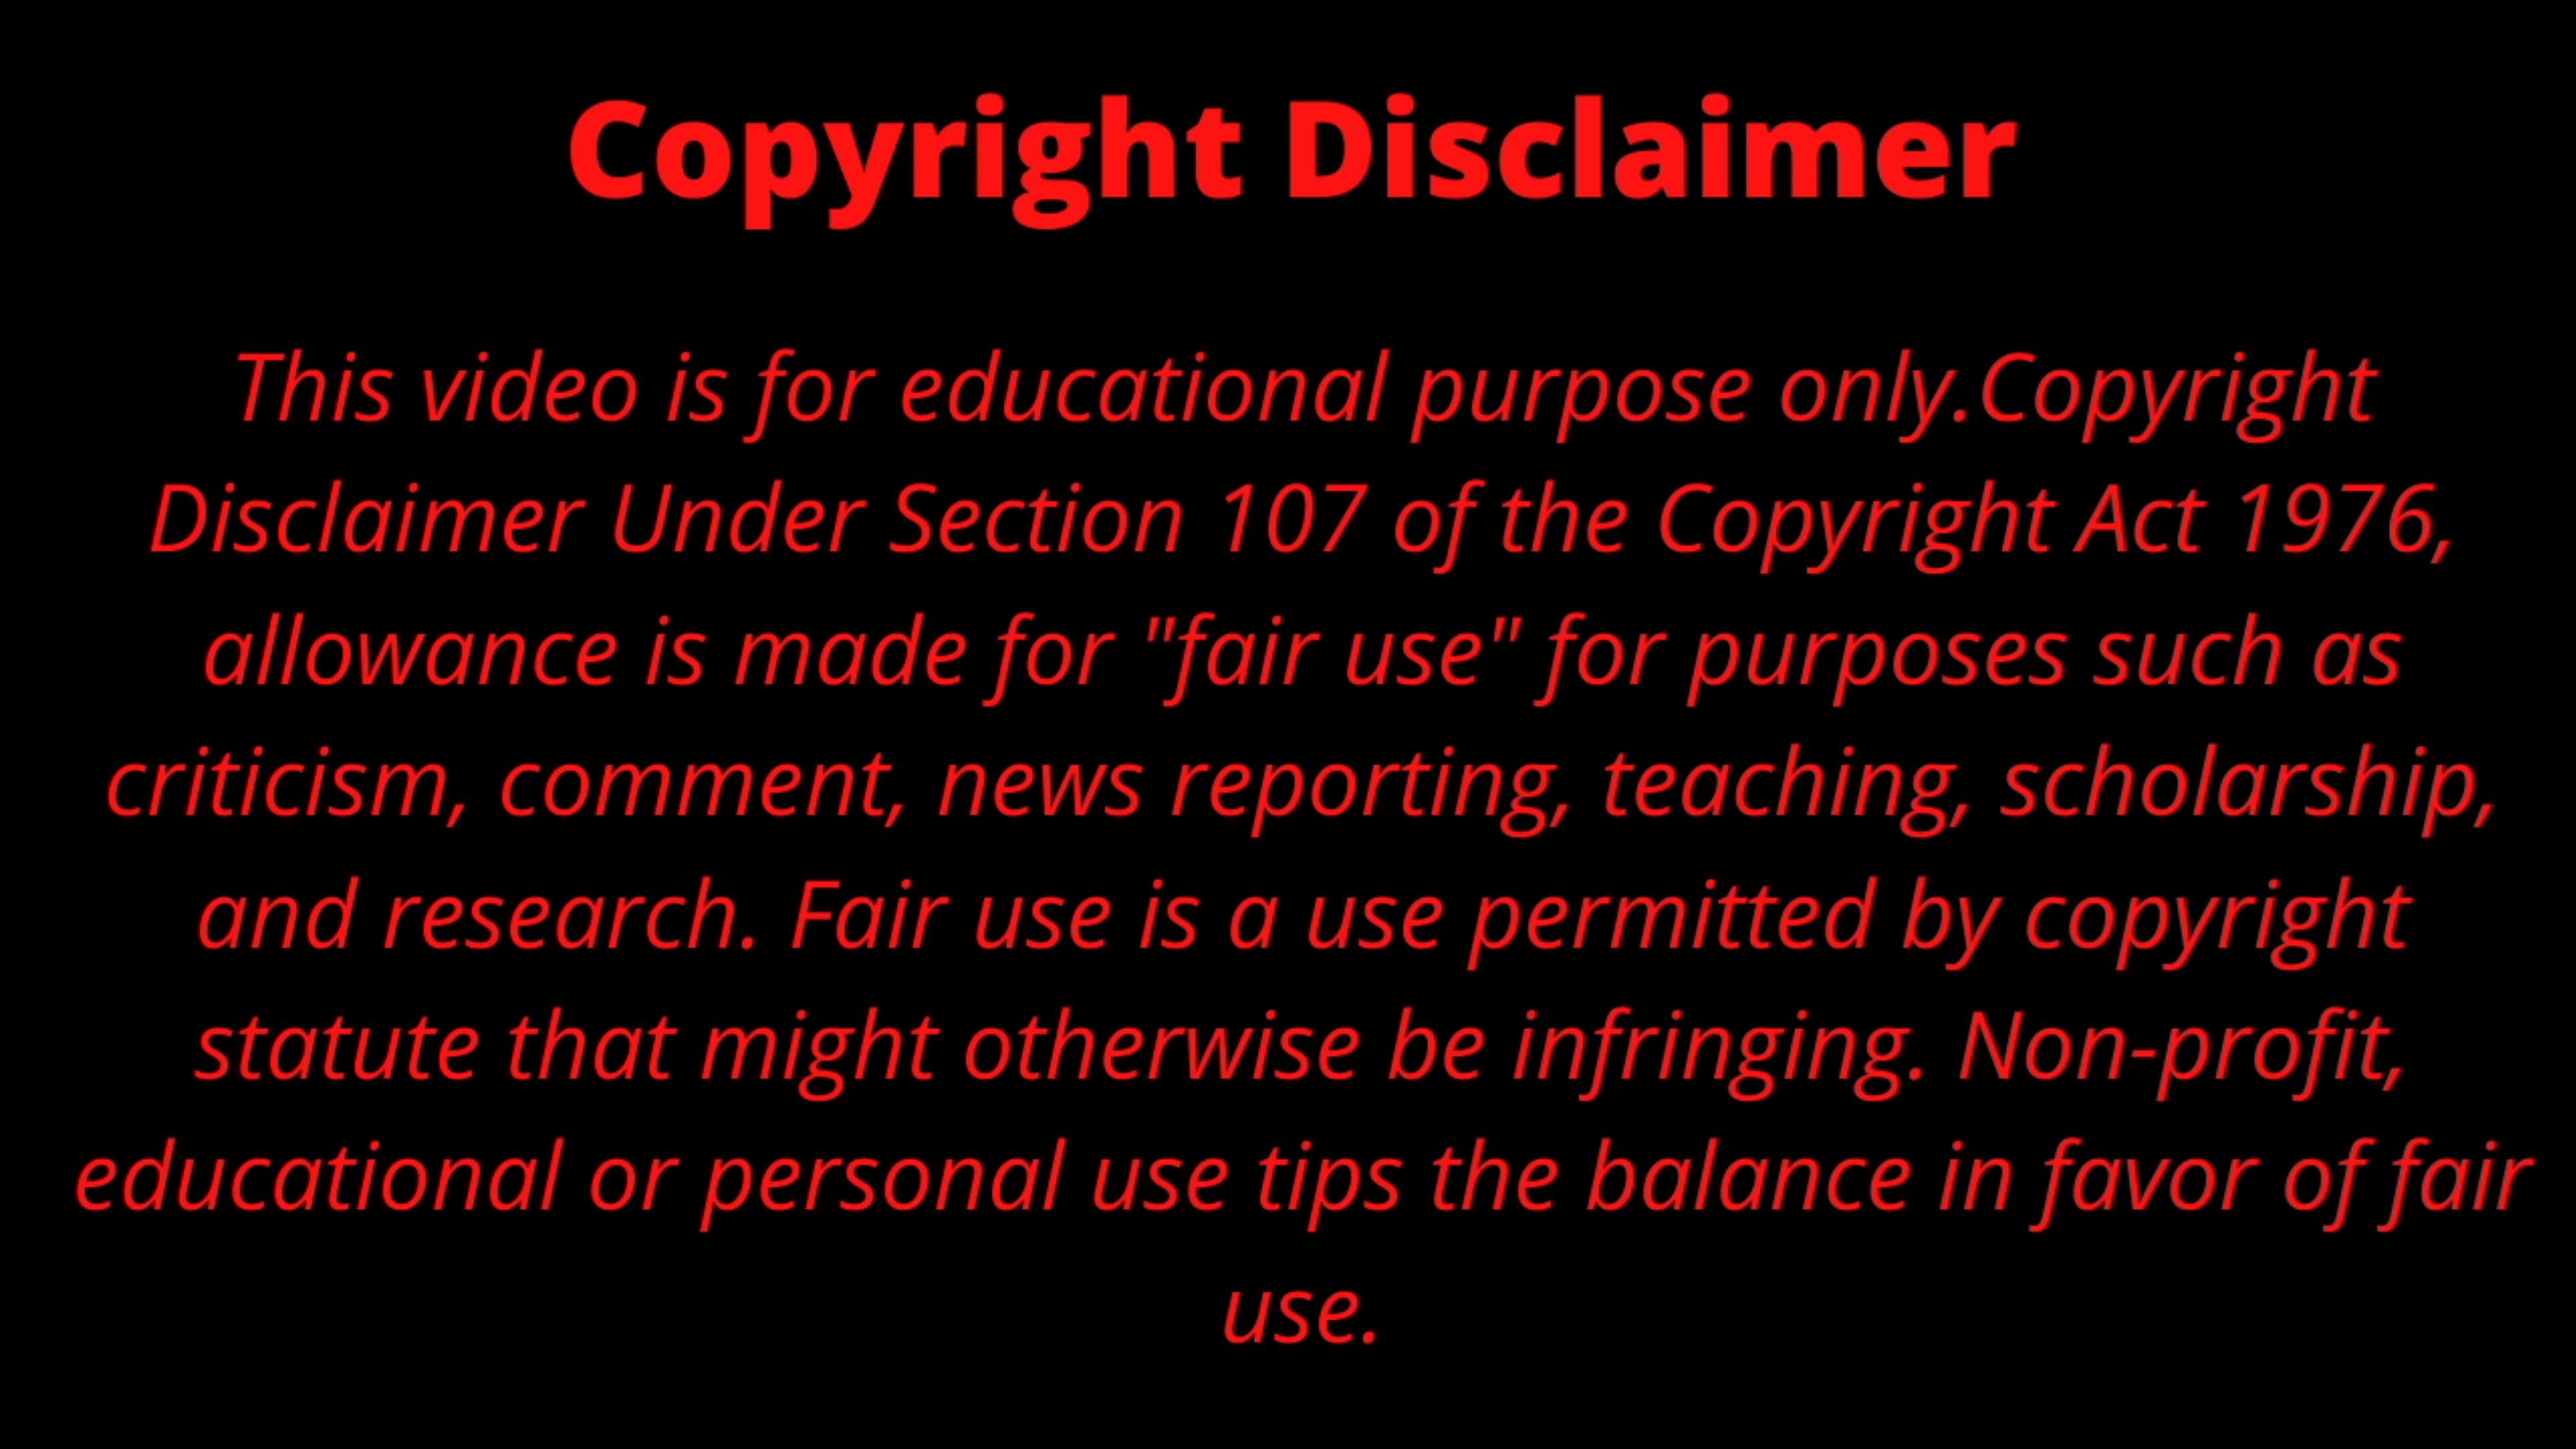 Copyright Disclaimer
This video is for educational purpose only.Copyright
Disclaimer Under Section 107 of the Copyright Act 1976,
allowance is made for "fair use" for purposes such as
criticism, comment, news reporting, teaching, scholarship,
and research. Fair use is a use permitted by copyright
statute that might otherwise be infringing. Non-profit,
educational or personal use tips the balance in favor of fair
use.